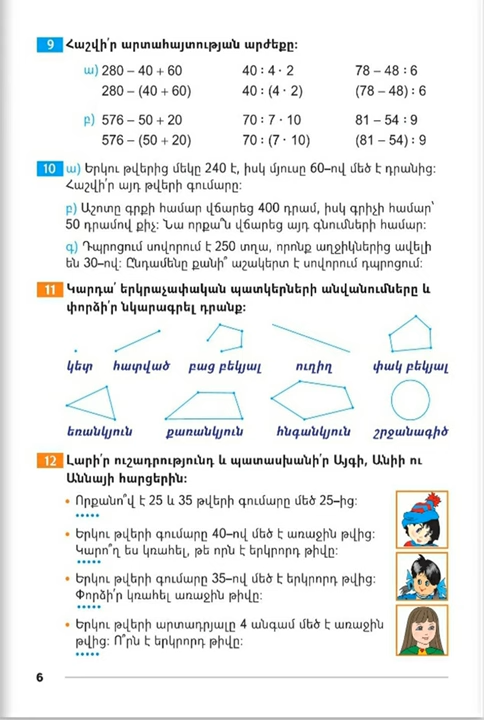 9 Հաշվի՛ր արտահայտության արժեքը:
ա) 280 – 40 + 60 40 : 4 · 2 78 – 48 : 6
280 – (40 + 60) 40 : (4 · 2) (78 – 48) : 6
բ) 576 – 50 + 20 70 : 7 · 10 81 – 54 : 9
576 – (50 + 20) 70 : (7 · 10) (81 – 54) : 9
10 ա) Երկու թվերից մեկը 240 է, իսկ մյուսը 60–ով մեծ է դրանից:
Հաշվի՛ր այդ թվերի գումարը:
բ) Աշոտը գրքի համար վճարեց 400 դրամ, իսկ գրիչի համար՝
50 դրամով քիչ: Նա որքա՞ն վճարեց այդ գնումների համար:
գ) Դպրոցում սովորում է 250 տղա, որոնք աղջիկներից ավելի
են 30–ով: Ընդամենը քանի՞ աշակերտ է սովորում դպրոցում:
11 Կարդա՛ երկրաչափական պատկերների անվանումները և
փորձի՛ր նկարագրել դրանք:
կետ հատված բաց բեկյալ ուղիղ փակ բեկյալ
եռանկյուն քառանկյուն հնգանկյուն շրջանագիծ
12 Լարի՛ր ուշադրությունդ և պատասխանի՛ր Այգի, Անիի ու
Աննայի հարցերին:
• Որքանո՞վ է 25 և 35 թվերի գումարը մեծ 25–ից:
• Երկու թվերի գումարը 40–ով մեծ է առաջին թվից:
Կարո՞ղ ես կռահել, թե որն է երկրորդ թիվը:
• Երկու թվերի գումարը 35–ով մեծ է երկրորդ թվից:
Փորձի՛ր կռահել առաջին թիվը:
• Երկու թվերի արտադրյալը 4 անգամ մեծ է առաջին
թվից: Ո՞րն է երկրորդ թիվը:
6